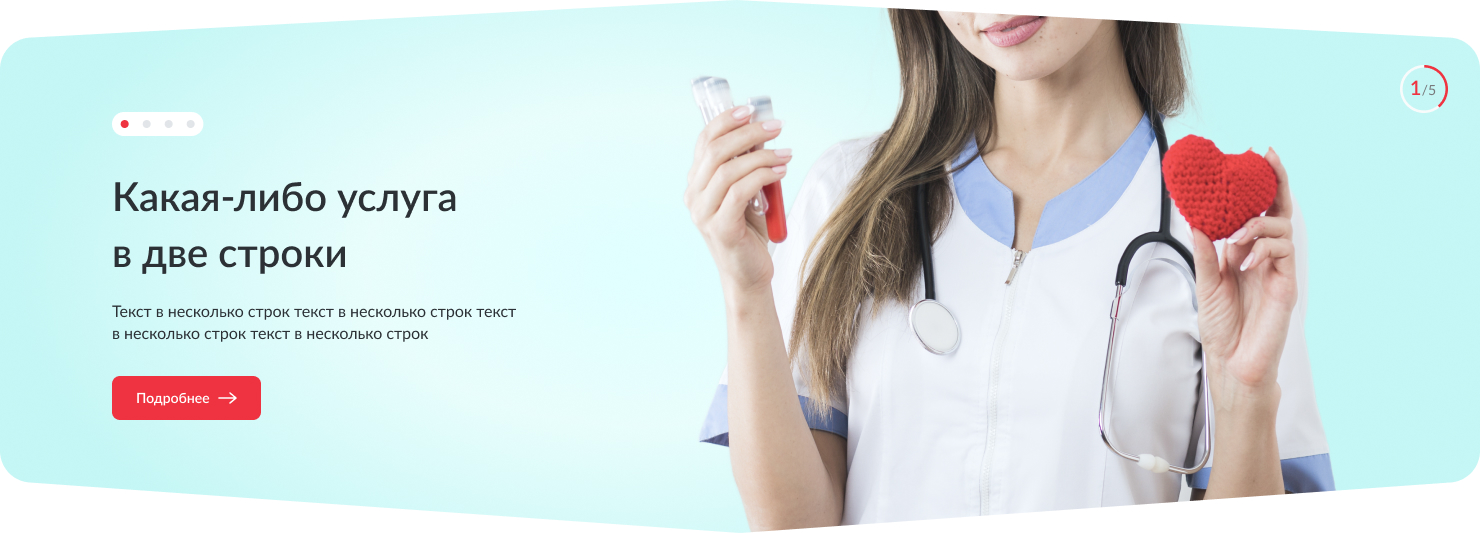 1/5
Какая-либо услуга
в две строки
Текст в несколько строк текст в несколько строк текст
в несколько строк текст в несколько строк
Подробнее